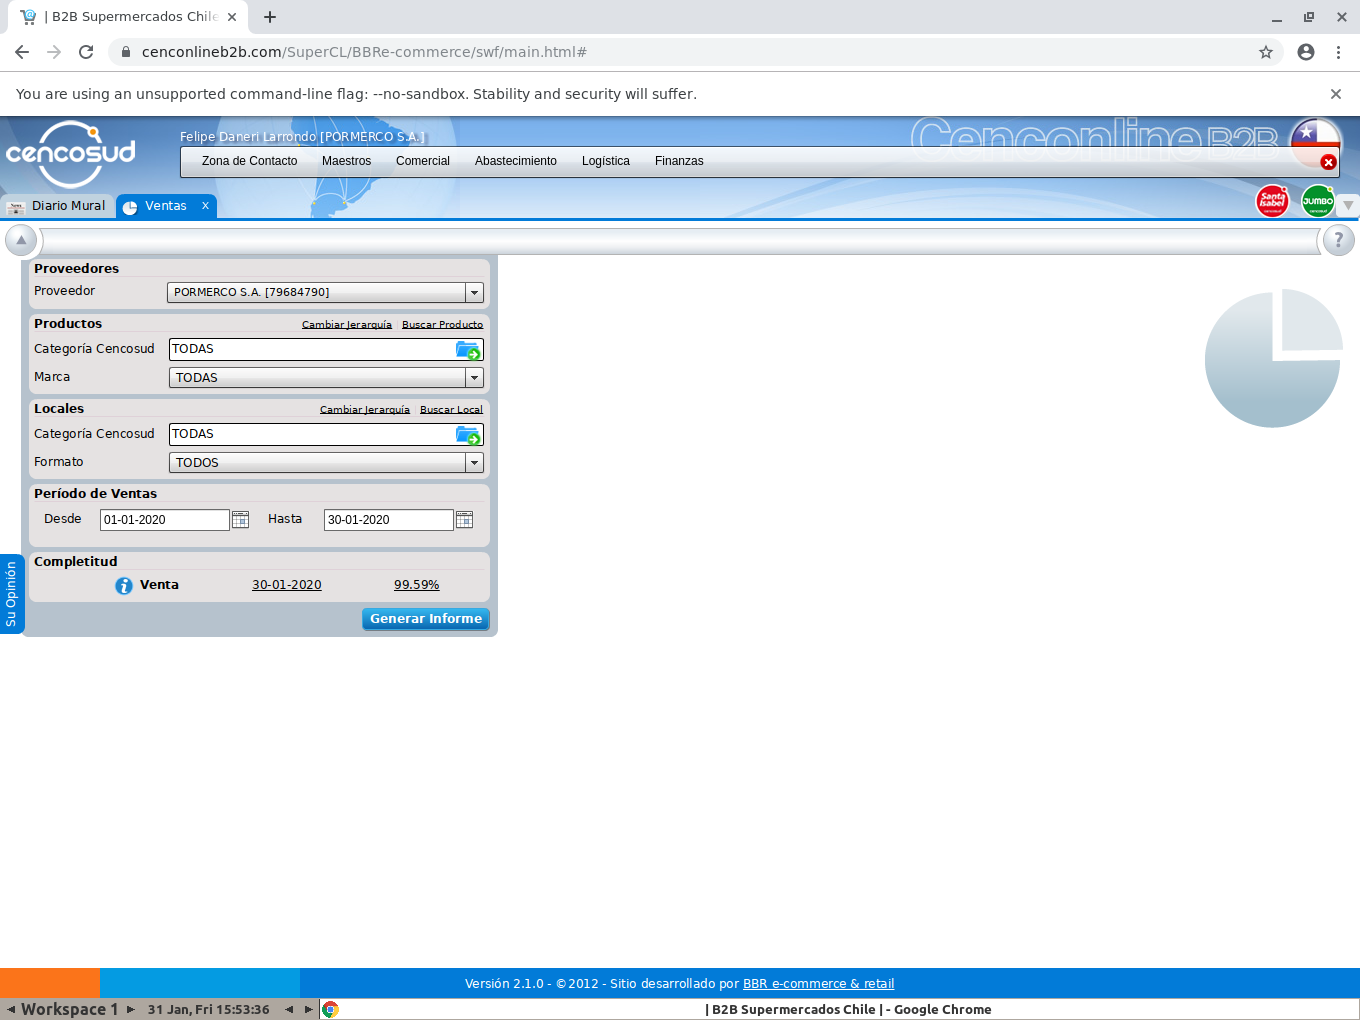 | B2B Supermercados Chile
cenconlineb2b.com/SuperCL/BBRe-commerce/swf/main.html#
You are using an unsupported command-line flag: --no-sandbox. Stability and security will suffer.
cencosud
Felipe Daneri Larrondo [PORMERCO S.A.]
Cenconline B2B
Zona de Contacto Maestros Comercial Abastecimiento Logística Finanzas
Diario Mural Ventas X
Santa Isabel cencosud JUMBO cencosud
?
Proveedores
Proveedor PORMERCO S.A. [79684790]
Productos Cambiar Jerarquía | Buscar Producto
Categoría Cencosud TODAS
Marca TODAS
Locales Cambiar Jerarquía | Buscar Local
Categoría Cencosud TODAS
Formato TODOS
Período de Ventas
Desde 01-01-2020 Hasta 30-01-2020
Completitud
Venta 30-01-2020 99.59%
Su Opinión
Generar Informe
Versión 2.1.0 - © 2012 - Sitio desarrollado por BBR e-commerce & retail
Workspace 1 31 Jan, Fri 15:53:36 | B2B Supermercados Chile | - Google Chrome